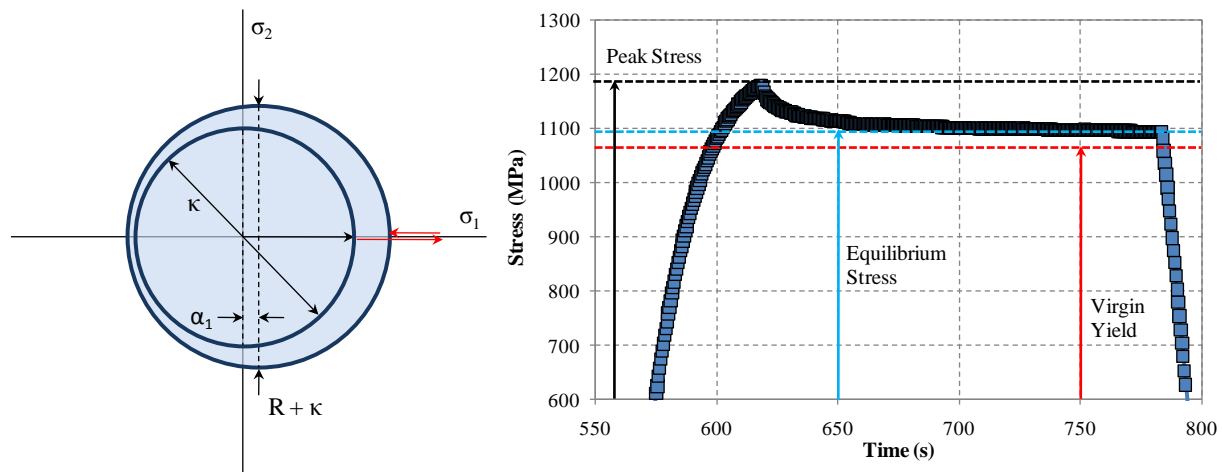 σ₂
κ
σ₁
α₁
R + κ
Stress (MPa)
1300
1200
1100
1000
900
800
700
600
Peak Stress
Equilibrium
Stress
Virgin
Yield
550
600
650
700
750
800
Time (s)